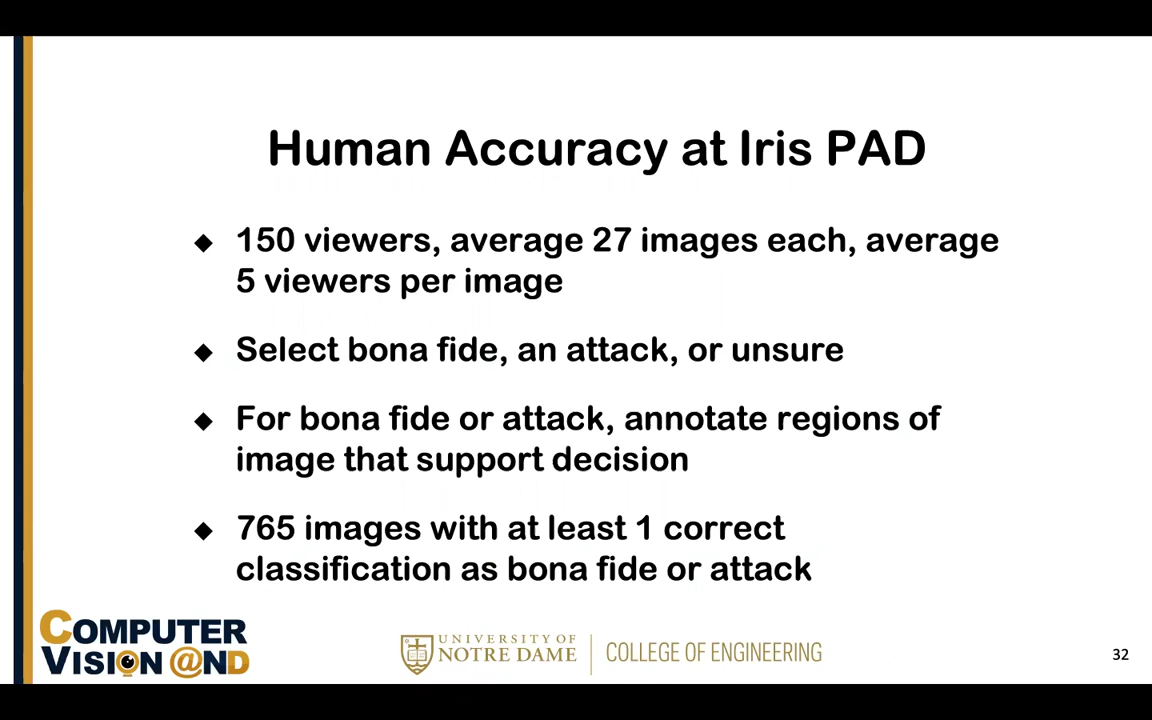 Human Accuracy at Iris PAD
◆ 150 viewers, average 27 images each, average
5 viewers per image
◆ Select bona fide, an attack, or unsure
◆ For bona fide or attack, annotate regions of
image that support decision
◆ 765 images with at least 1 correct
classification as bona fide or attack
COMPUTER
VISION @ND
UNIVERSITY OF
NOTRE DAME
COLLEGE OF ENGINEERING
32